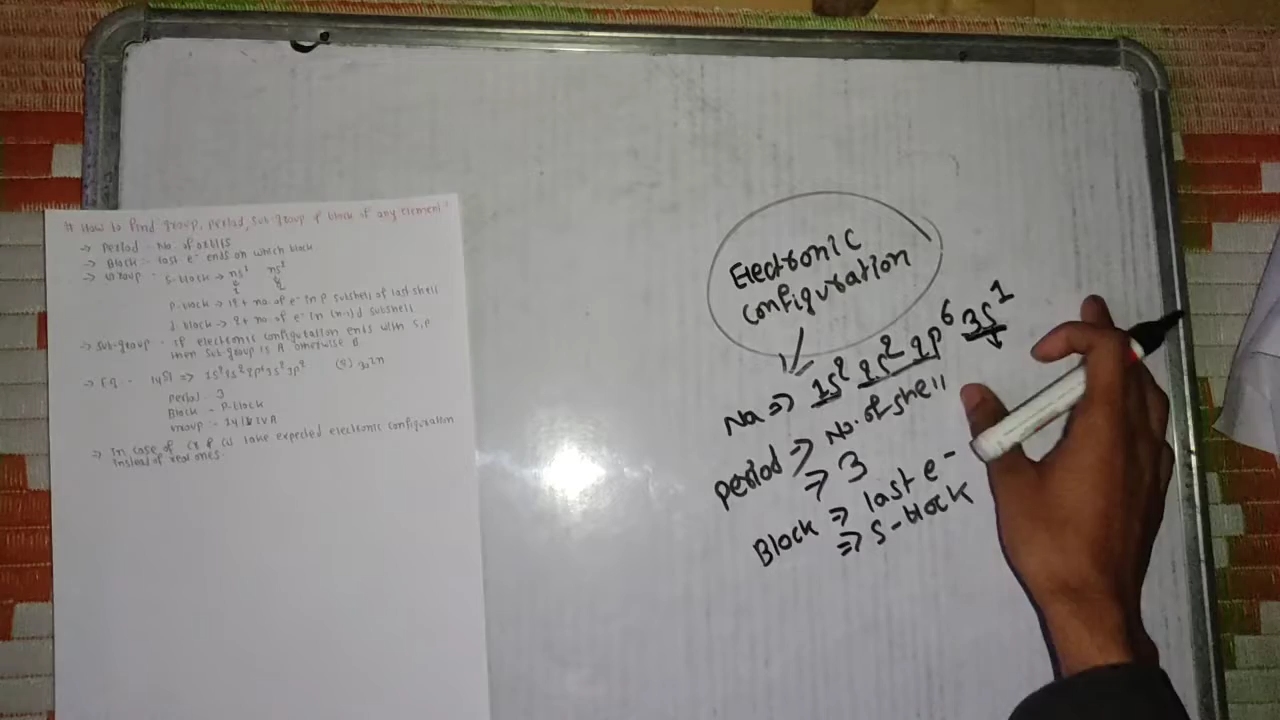 # How to find group, period, sub-group & block of any element:
→ Period - No. of orbits
→ Block:- last e⁻ ends on which block.
→ Group - S-block → ns¹ ns²
1 2
P-block → 18 + no. of e⁻ in P subshell of last shell
d-block → 2 + no. of e⁻ in (n-1) d subshell
→ Sub-group - if electronic configuration ends with S, P
then Sub-group is A otherwise B.
→ Eg - 14Si ⇒ 1s²2s²2p⁶3s²3p²
Period - 3
Block - P-block
Group :- 14
→ In case of Cr & Cu take expected electronic configuration
instead of real ones.
Electronic
configuration
Na ⇒ 1s² 2s² 2p⁶ 3s¹
Period ⇒ No. of shell
⇒ 3
Block ⇒ last e-
⇒ S-block